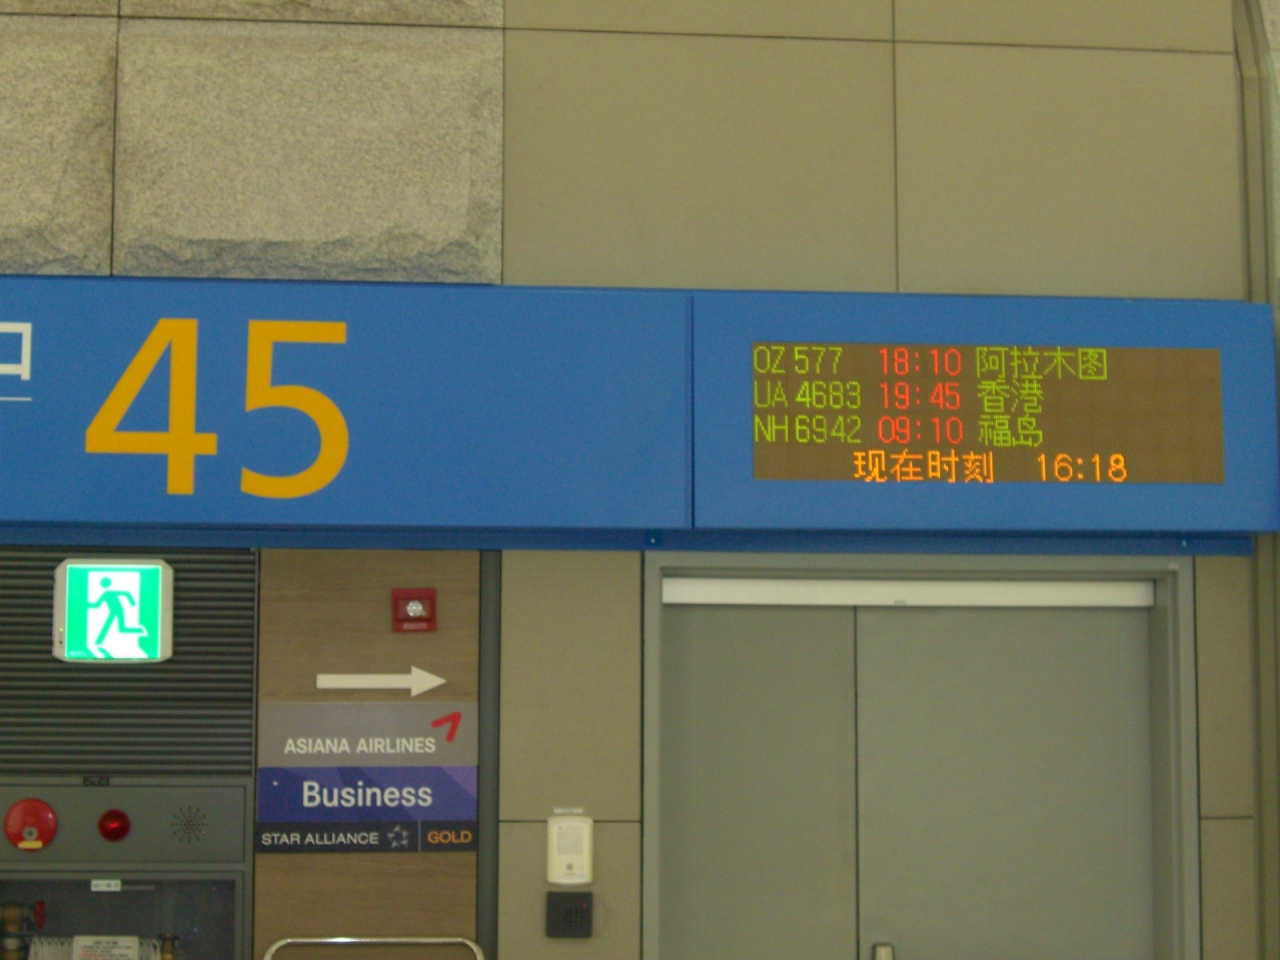 45
OZ 577 18:10 阿拉木图
UA 4683 19:45 香港
NH 6942 09:10 福岛
现在时刻 16:18
ASIANA AIRLINES
Business
STAR ALLIANCE GOLD